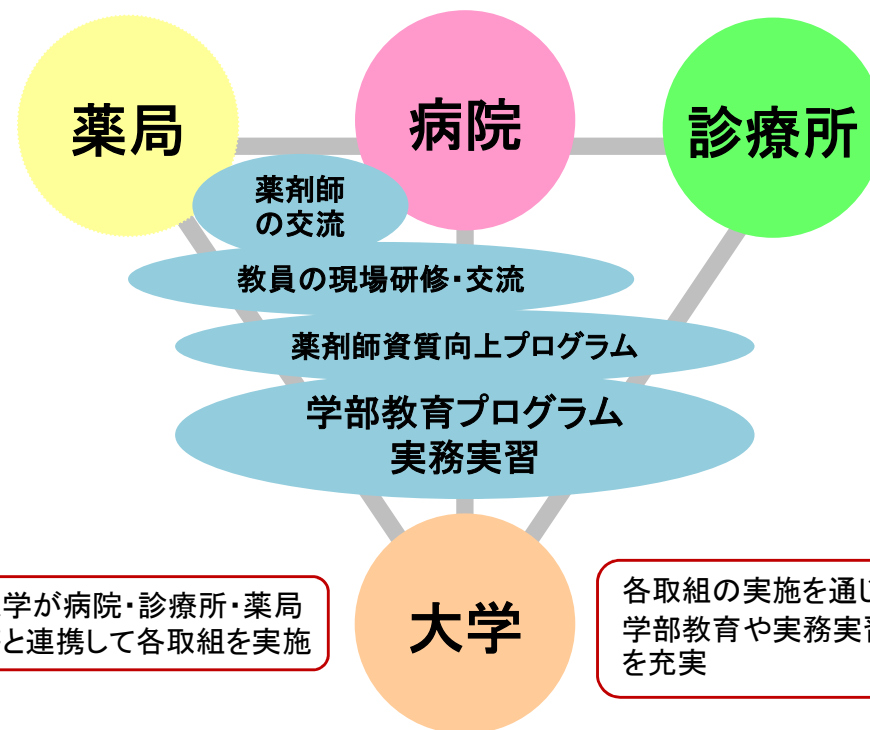 薬局
病院
診療所
薬剤師
の交流
教員の現場研修・交流
薬剤師資質向上プログラム
学部教育プログラム
実務実習
学が病院・診療所・薬局
と連携して各取組を実施
大学
各取組の実施を通じ
学部教育や実務実習
を充実